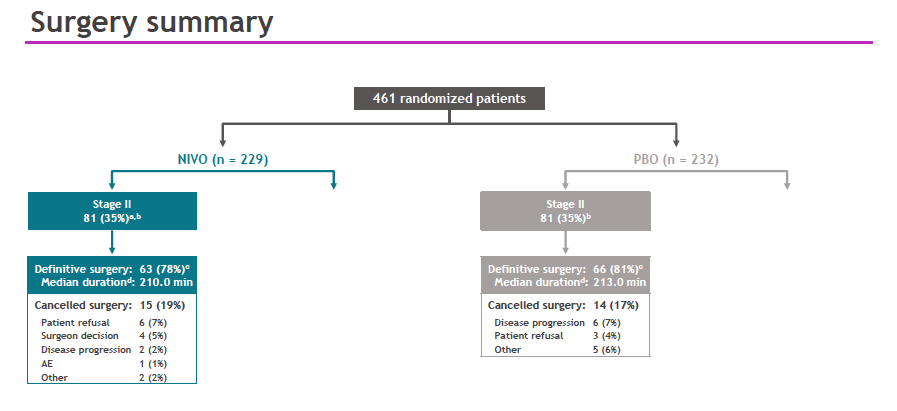 Surgery summary
461 randomized patients
NIVO (n = 229)
PBO (n = 232)
Stage II
81 (35%)a,b
Stage II
81 (35%)b
Definitive surgery: 63 (78%)c
Median durationd: 210.0 min
Cancelled surgery: 15 (19%)
Patient refusal 6 (7%)
Surgeon decision 4 (5%)
Disease progression 2 (2%)
AE 1 (1%)
Other 2 (2%)
Definitive surgery: 66 (81%)c
Median durationd: 213.0 min
Cancelled surgery: 14 (17%)
Disease progression 6 (7%)
Patient refusal 3 (4%)
Other 5 (6%)